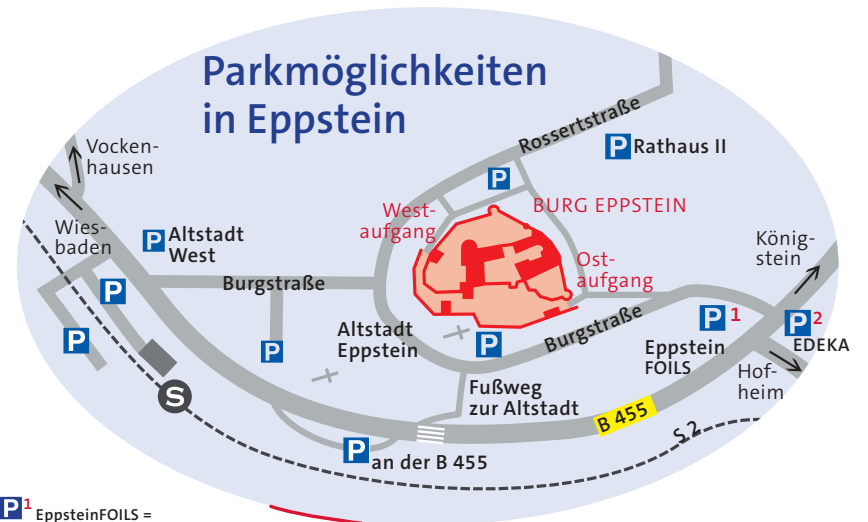 Parkmöglichkeiten
in Eppstein
Vocken-
hausen
Wies-
baden
P Altstadt
West
P
P
Burgstraße
P
S
Rossertstraße
P Rathaus II
P
West-
aufgang
BURG EPPSTEIN
Ost-
aufgang
Altstadt
Eppstein
P
Burgstraße
König-
stein
P 1
Eppstein
FOILS
P 2
EDEKA
Hof-
heim
Fußweg
zur Altstadt
B 455
S 2
P an der B 455
P 1 EppsteinFOILS =